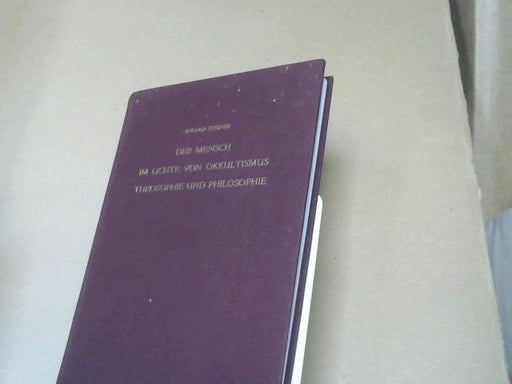 RUDOLF STEINER
DER MENSCH
IM LICHTE VON OKKULTISMUS
THEOSOPHIE UND PHILOSOPHIE